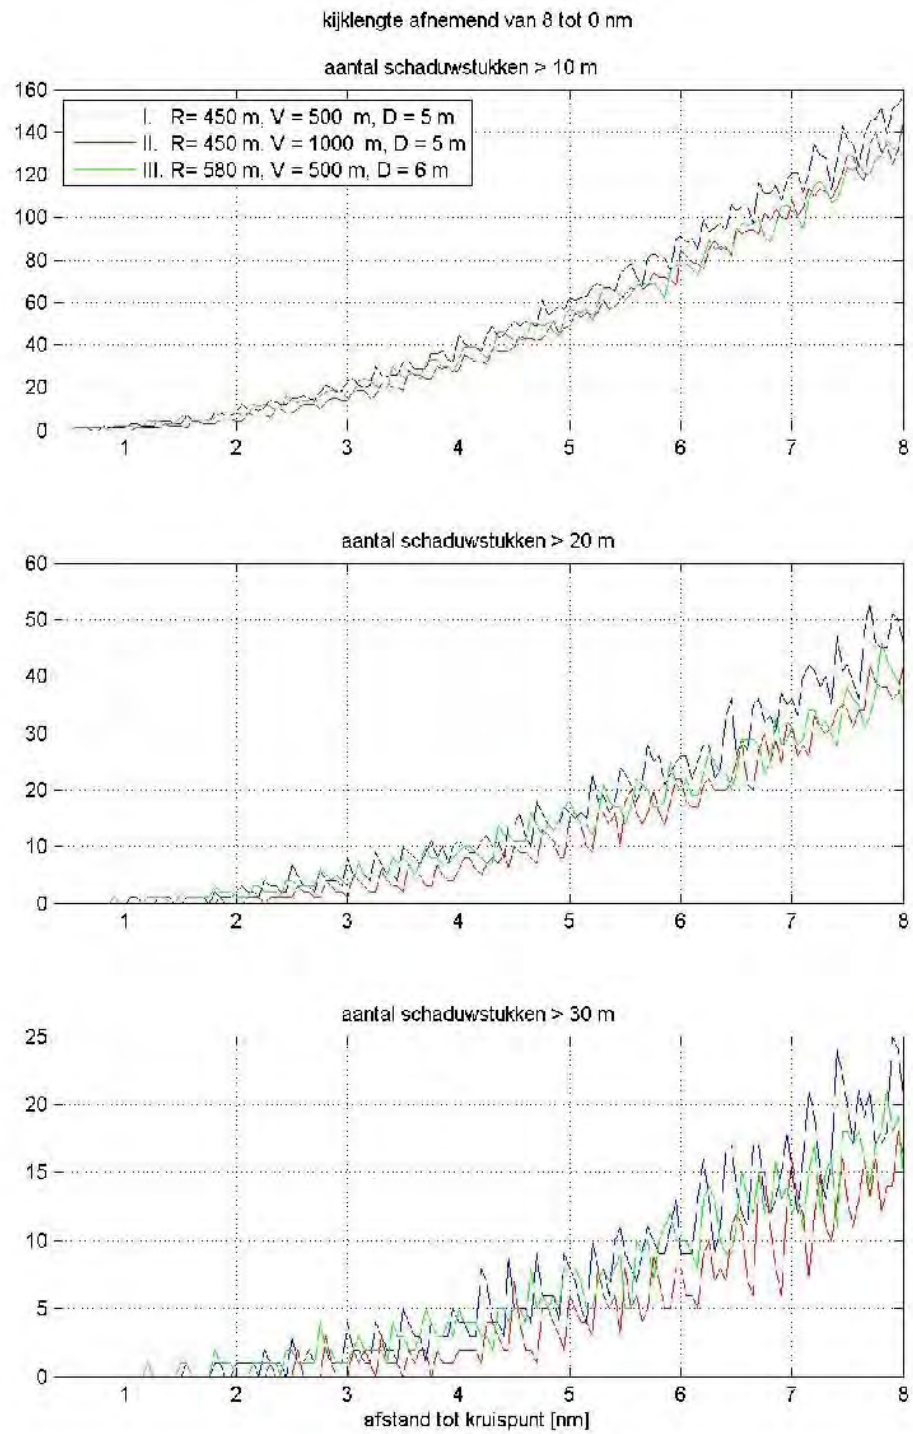 kijklengte afnemend van 8 tot 0 nm
aantal schaduwstukken > 10 m
I. R= 450 m, V = 500 m, D = 5 m
II. R= 450 m. V = 1000 m, D = 5 m
III. R= 580 m, V = 500 m, D = 6 m
160
140
120
100
80
60
40
20
0
1 2 3 4 5 6 7 8
aantal schaduwstukken > 20 m
60
50
40
30
20
10
0
1 2 3 4 5 6 7 8
aantal schaduwstukken > 30 m
25
20
15
10
5
0
1 2 3 4 5 6 7 8
afstand tot kruispunt [nm]